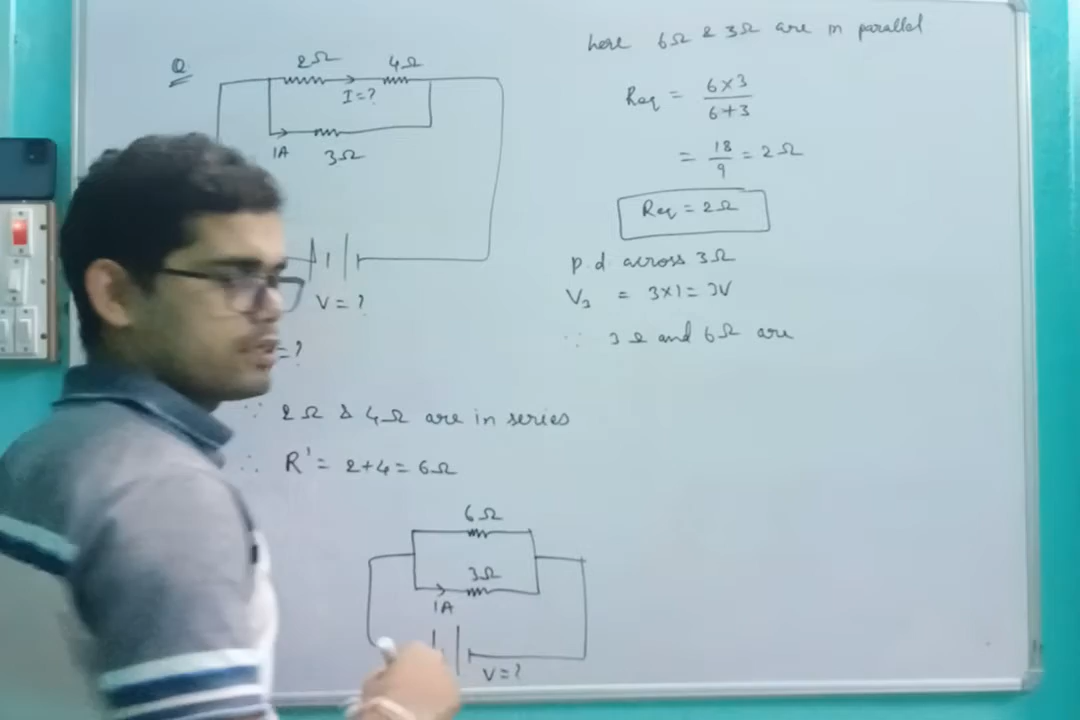 Q
2Ω 4Ω
I=?
1A 3Ω
V = ?
=?
∵ 2Ω & 4Ω are in series
∴ R' = 2+4 = 6Ω
6Ω
3Ω
1A
V=?
here 6Ω & 3Ω are in parallel
Req = 6×3 / 6+3
= 18/9 = 2Ω
Req = 2Ω
P.d across 3Ω
V₃ = 3×1 = 3V
∵ 3Ω and 6Ω are